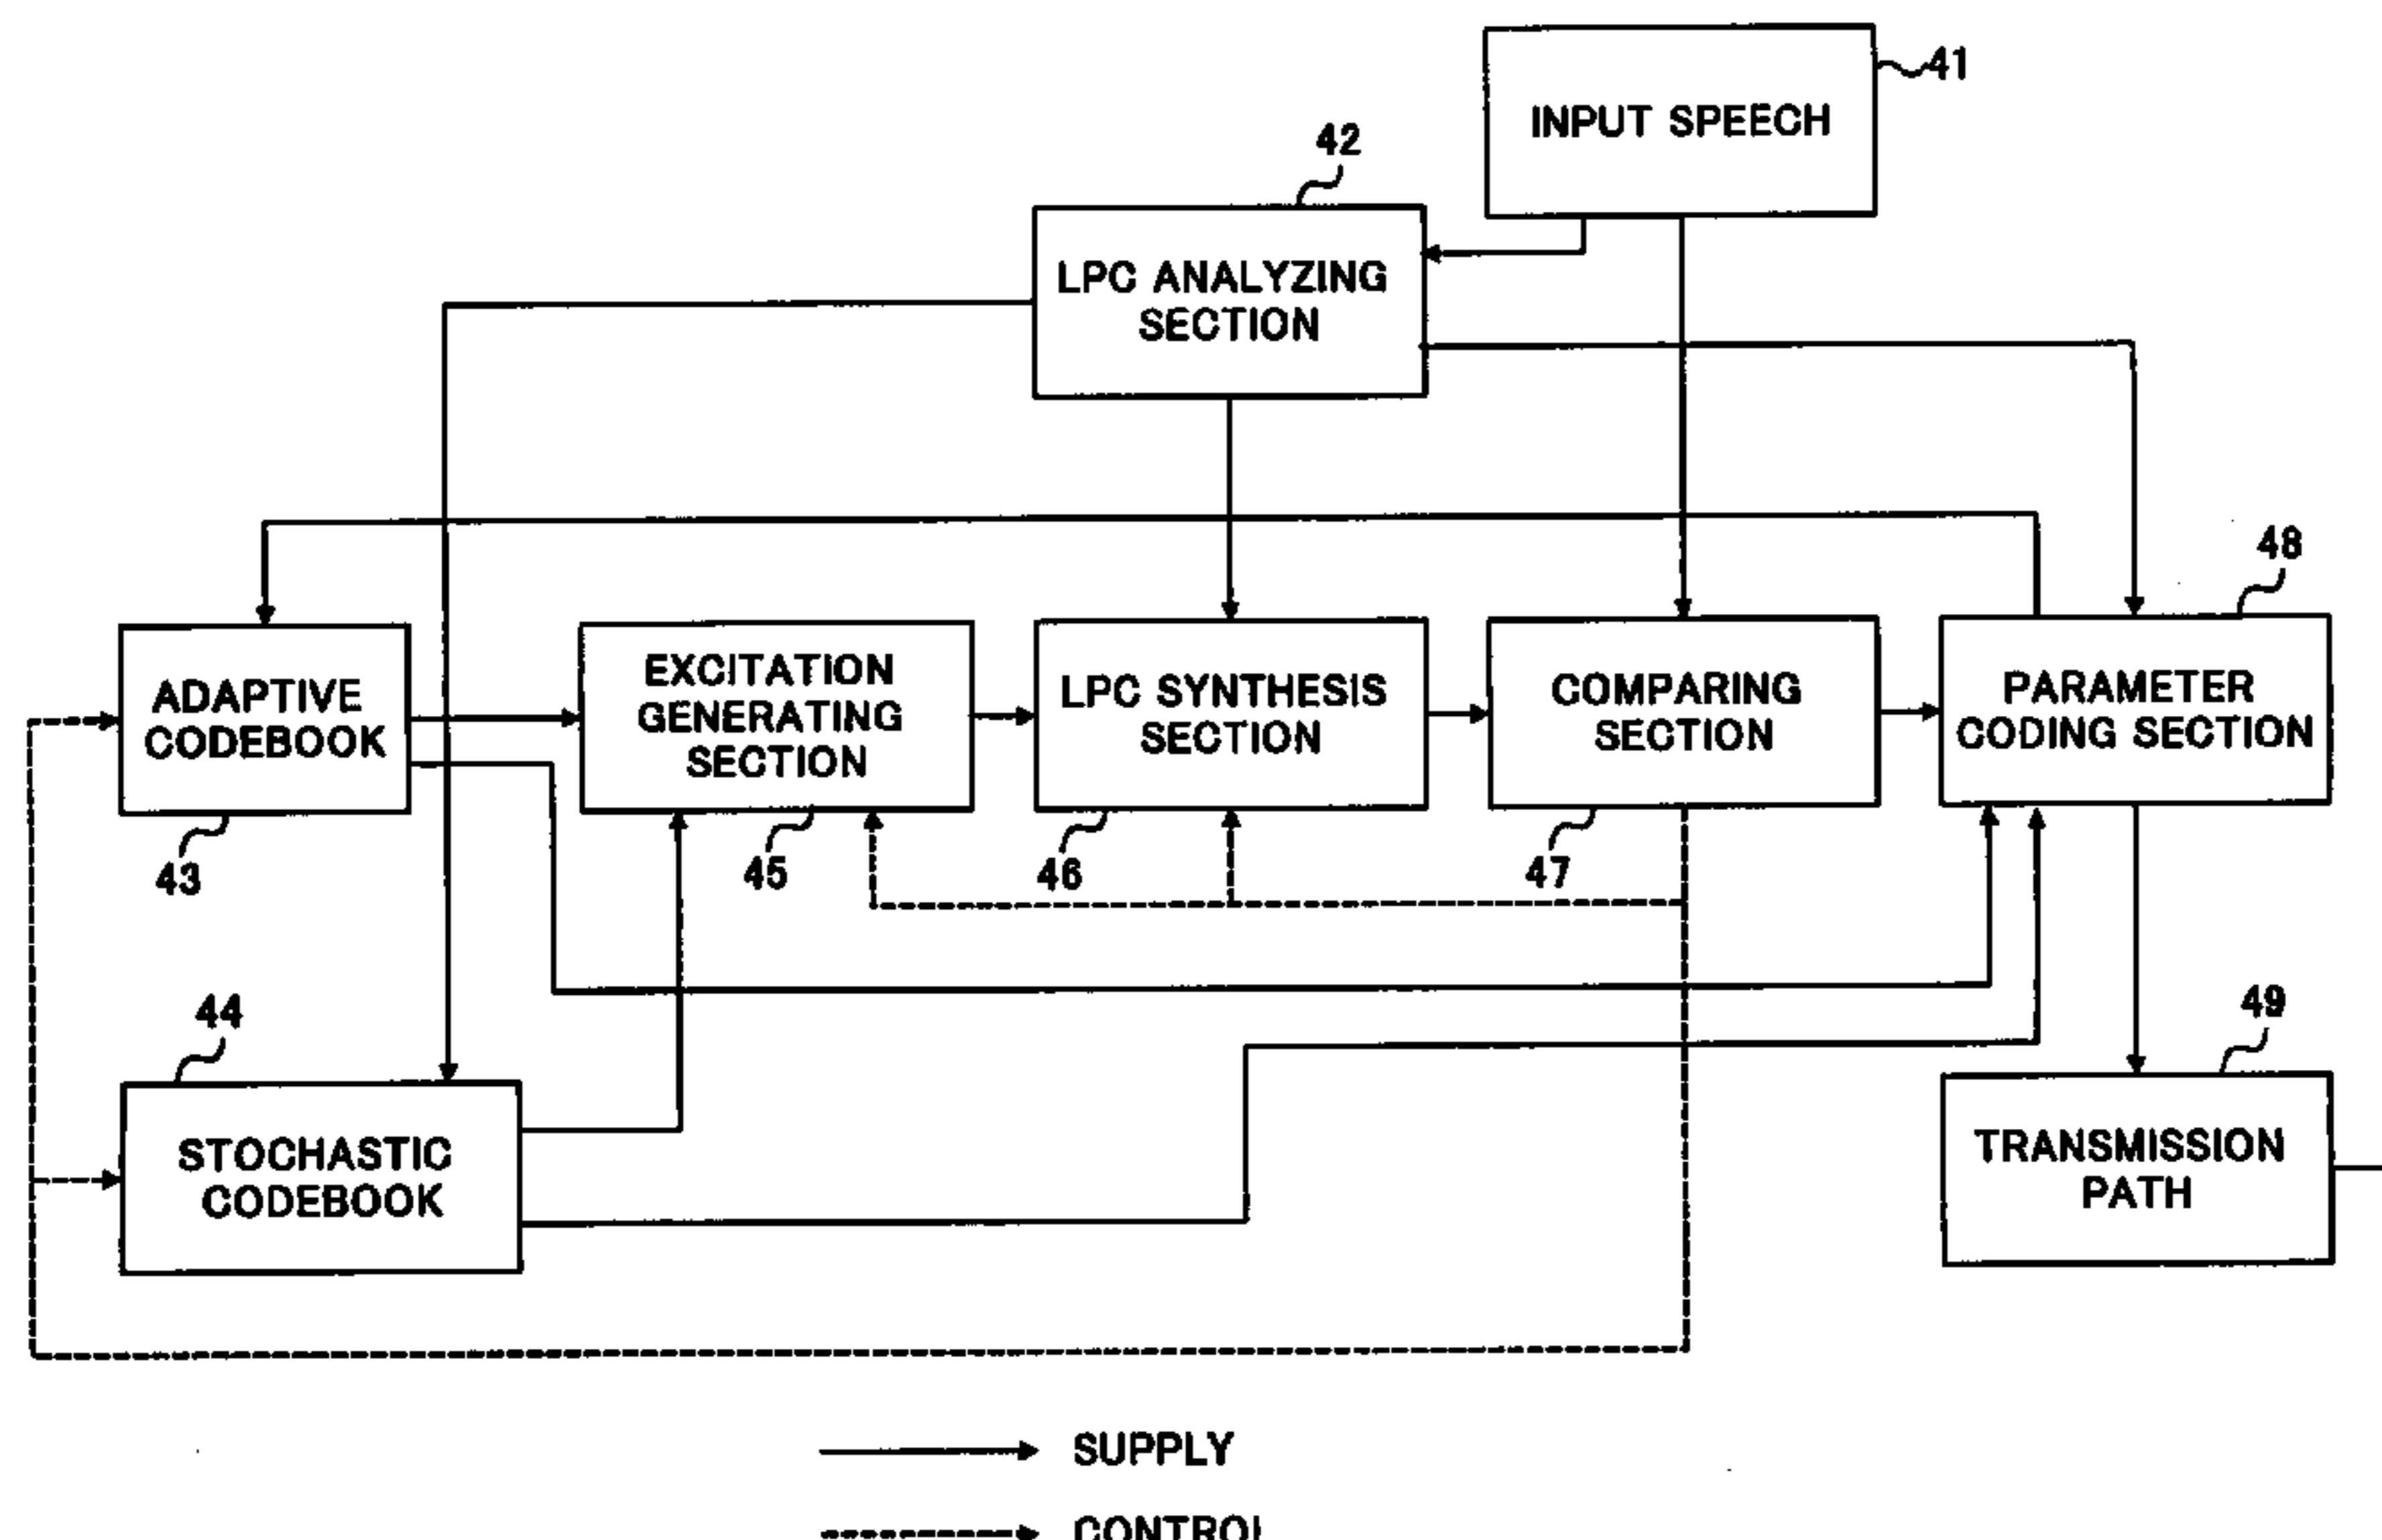 41
INPUT SPEECH
42
LPC ANALYZING
SECTION
48
ADAPTIVE
CODEBOOK
43
EXCITATION
GENERATING
SECTION
45
LPC SYNTHESIS
SECTION
46
COMPARING
SECTION
47
PARAMETER
CODING SECTION
44
STOCHASTIC
CODEBOOK
49
TRANSMISSION
PATH
SUPPLY
CONTROL